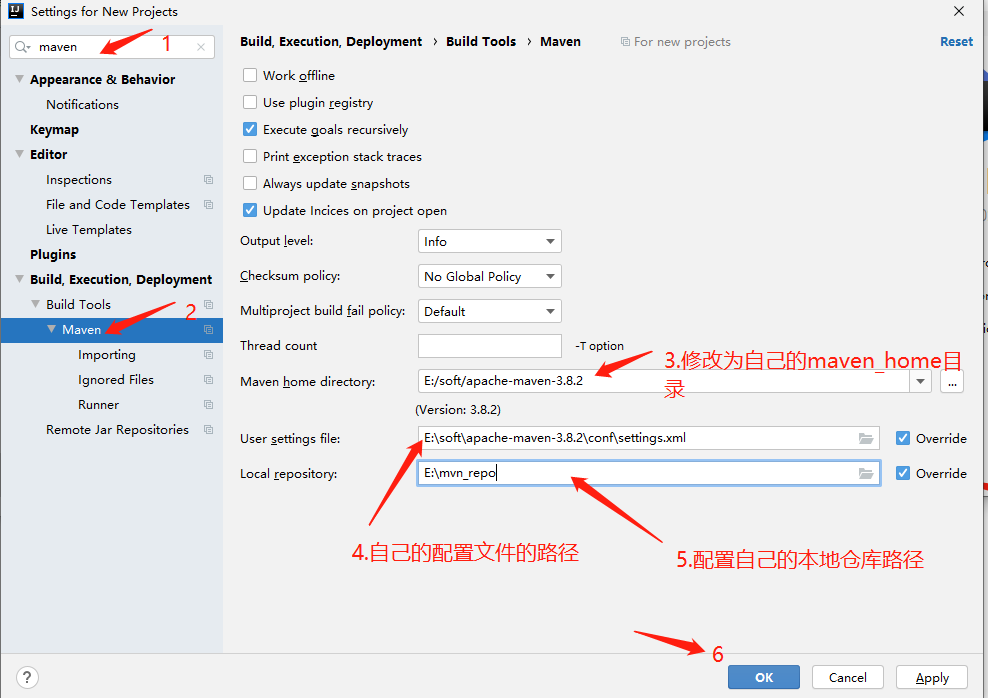 Settings for New Projects
maven
1
Appearance & Behavior
Notifications
Keymap
Editor
Inspections
File and Code Templates
Live Templates
Plugins
Build, Execution, Deployment
Build Tools
2
Maven
Importing
Ignored Files
Runner
Remote Jar Repositories
Build, Execution, Deployment › Build Tools › Maven
For new projects
Reset
Work offline
Use plugin registry
Execute goals recursively
Print exception stack traces
Always update snapshots
Update Indices on project open
Output level: Info
Checksum policy: No Global Policy
Multiproject build fail policy: Default
Thread count -T option
3.修改为自己的maven_home目
录
Maven home directory: E:/soft/apache-maven-3.8.2 ...
(Version: 3.8.2)
User settings file: E:\soft\apache-maven-3.8.2\conf\settings.xml Override
Local repository: E:\mvn_repo Override
4.自己的配置文件的路径
5.配置自己的本地仓库路径
6
?
OK
Cancel
Apply